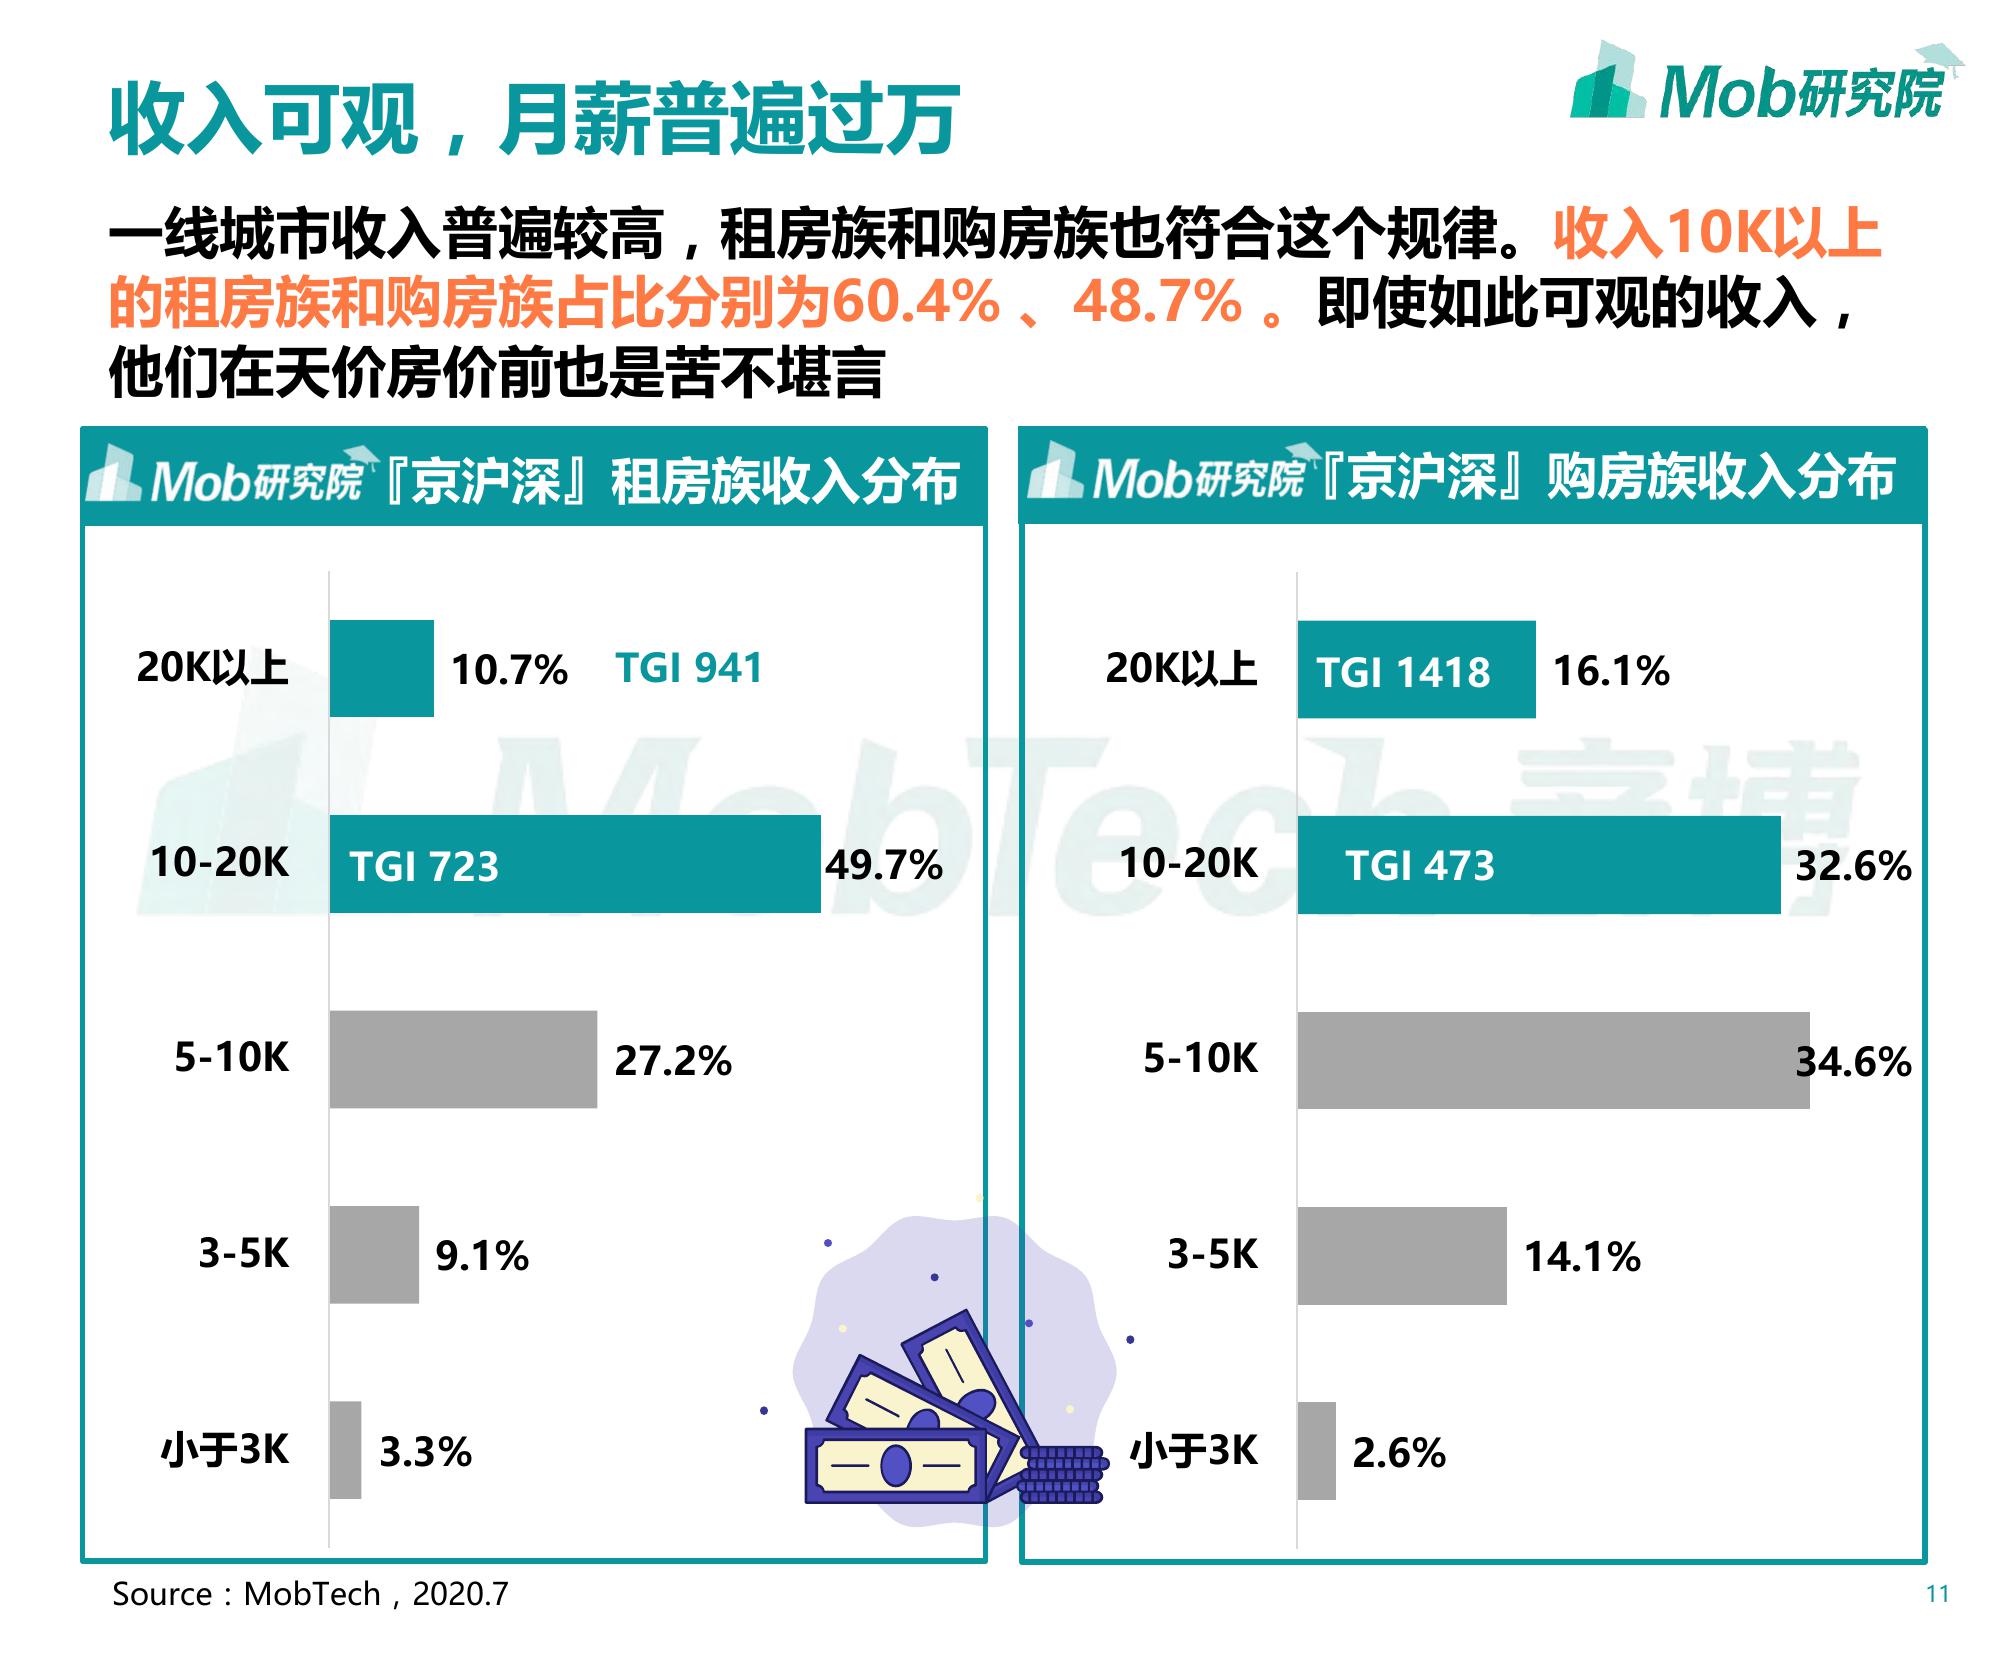 Mob研究院
收入可观，月薪普遍过万
一线城市收入普遍较高，租房族和购房族也符合这个规律。收入10K以上
的租房族和购房族占比分别为60.4% 、48.7% 。即使如此可观的收入，
他们在天价房价前也是苦不堪言
Mob研究院『京沪深』租房族收入分布
20K以上 10.7% TGI 941
10-20K TGI 723 49.7%
5-10K 27.2%
3-5K 9.1%
小于3K 3.3%
Mob研究院『京沪深』购房族收入分布
20K以上 TGI 1418 16.1%
10-20K TGI 473 32.6%
5-10K 34.6%
3-5K 14.1%
小于3K 2.6%
MobTech 袤博
Source：MobTech，2020.7
11